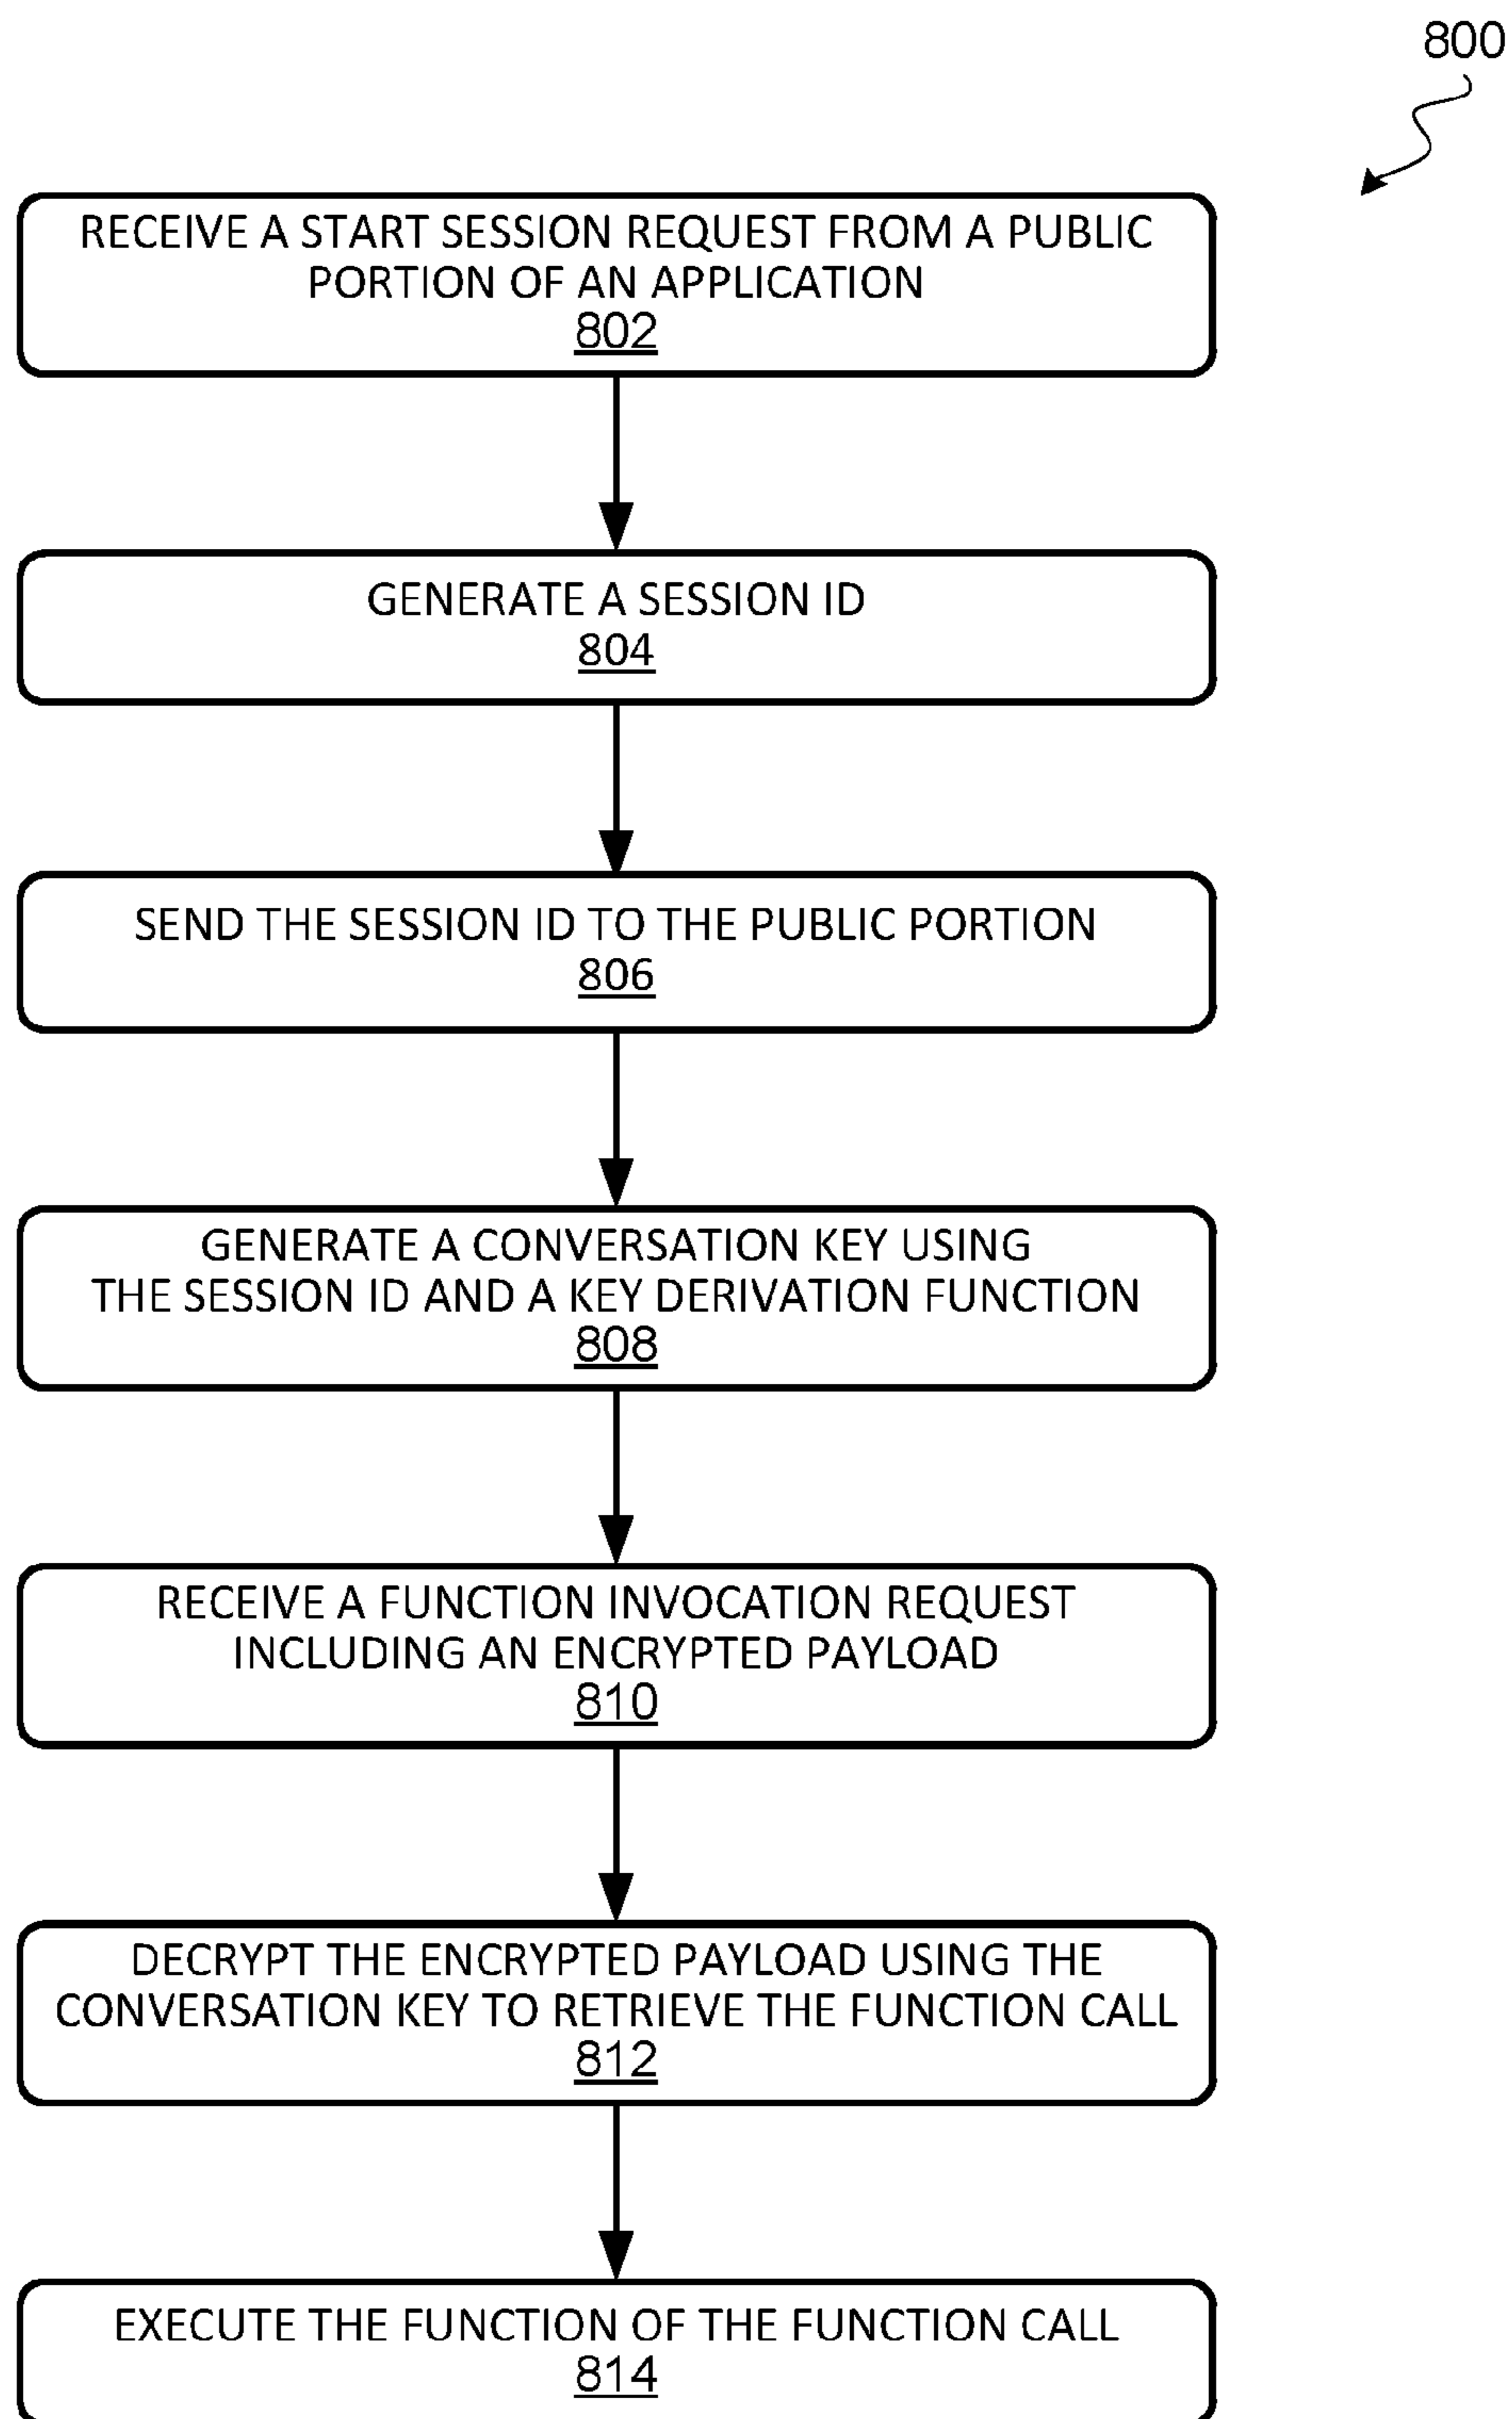 800
RECEIVE A START SESSION REQUEST FROM A PUBLIC
PORTION OF AN APPLICATION
802
GENERATE A SESSION ID
804
SEND THE SESSION ID TO THE PUBLIC PORTION
806
GENERATE A CONVERSATION KEY USING
THE SESSION ID AND A KEY DERIVATION FUNCTION
808
RECEIVE A FUNCTION INVOCATION REQUEST
INCLUDING AN ENCRYPTED PAYLOAD
810
DECRYPT THE ENCRYPTED PAYLOAD USING THE
CONVERSATION KEY TO RETRIEVE THE FUNCTION CALL
812
EXECUTE THE FUNCTION OF THE FUNCTION CALL
814